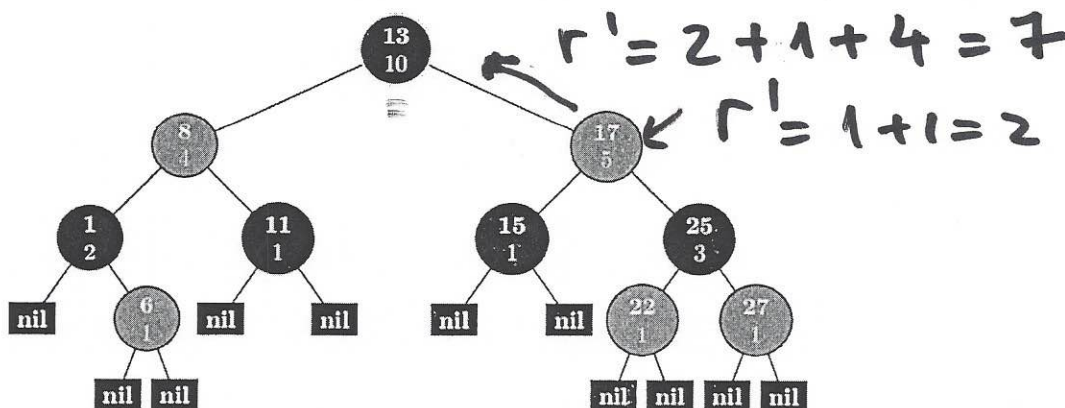 13
10
r' = 2 + 1 + 4 = 7
r' = 1 + 1 = 2
8
4
17
5
1
2
11
1
15
1
25
3
nil
6
1
nil
nil
nil
nil
22
1
27
1
nil
nil
nil
nil
nil
nil